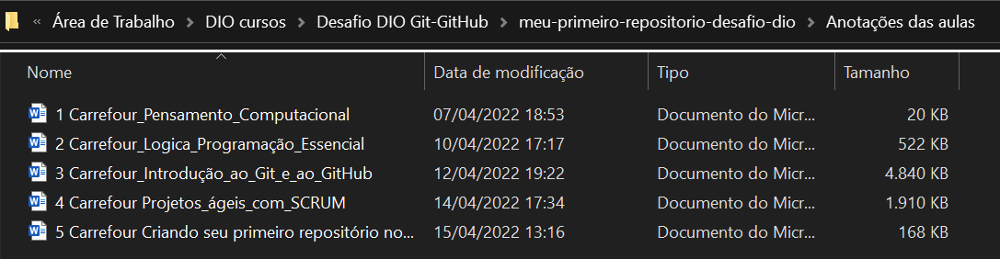 « Área de Trabalho > DIO cursos > Desafio DIO Git-GitHub > meu-primeiro-repositorio-desafio-dio > Anotações das aulas
Nome Data de modificação Tipo Tamanho
1 Carrefour_Pensamento_Computacional 07/04/2022 18:53 Documento do Micr... 20 KB
2 Carrefour_Logica_Programação_Essencial 10/04/2022 17:17 Documento do Micr... 522 KB
3 Carrefour_Introdução_ao_Git_e_ao_GitHub 12/04/2022 19:22 Documento do Micr... 4.840 KB
4 Carrefour Projetos_ágeis_com_SCRUM 14/04/2022 17:34 Documento do Micr... 1.910 KB
5 Carrefour Criando seu primeiro repositório no... 15/04/2022 13:16 Documento do Micr... 168 KB